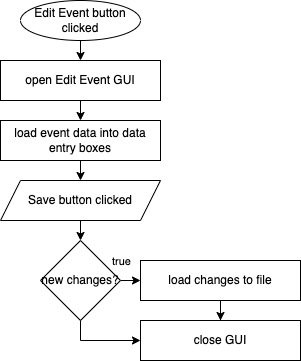 Edit Event button
clicked
open Edit Event GUI
load event data into data
entry boxes
Save button clicked
true
new changes?
load changes to file
close GUI